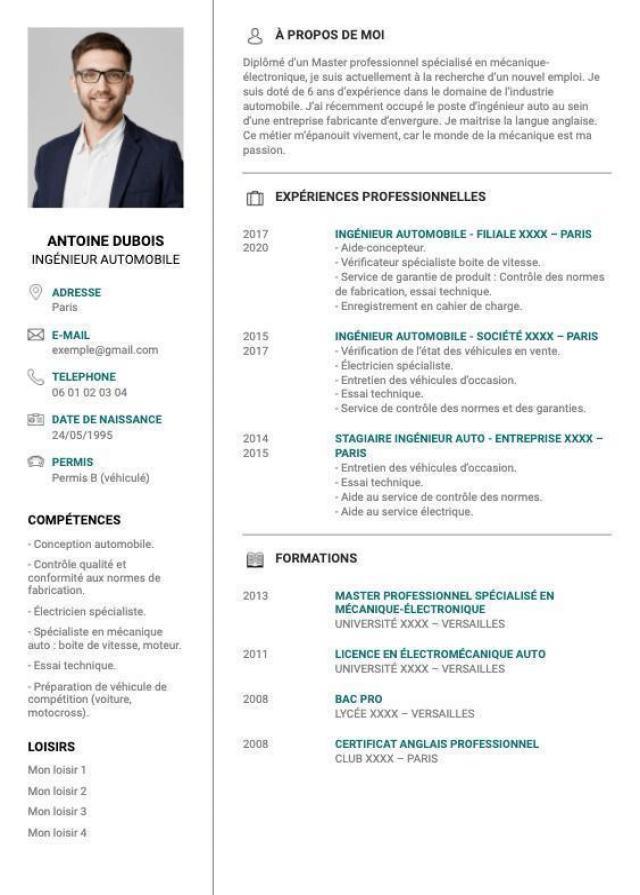 ANTOINE DUBOIS
INGÉNIEUR AUTOMOBILE
ADRESSE
Paris
E-MAIL
exemple@gmail.com
TELEPHONE
06 01 02 03 04
DATE DE NAISSANCE
24/05/1995
PERMIS
Permis B (véhiculé)
COMPÉTENCES
- Conception automobile.
- Contrôle qualité et
conformité aux normes de
fabrication.
- Électricien spécialiste.
- Spécialiste en mécanique
auto : boite de vitesse, moteur.
- Essai technique.
- Préparation de véhicule de
compétition (voiture,
motocross).
LOISIRS
Mon loisir 1
Mon loisir 2
Mon loisir 3
Mon loisir 4
À PROPOS DE MOI
Diplômé d'un Master professionnel spécialisé en mécanique-
électronique, je suis actuellement à la recherche d'un nouvel emploi. Je
suis doté de 6 ans d'expérience dans le domaine de l'industrie
automobile. J'ai récemment occupé le poste d'ingénieur auto au sein
d'une entreprise fabricante d'envergure. Je maitrise la langue anglaise.
Ce métier m'épanouit vivement, car le monde de la mécanique est ma
passion.
EXPÉRIENCES PROFESSIONNELLES
2017
2020
INGÉNIEUR AUTOMOBILE - FILIALE XXXX – PARIS
- Aide-concepteur.
- Vérificateur spécialiste boite de vitesse.
- Service de garantie de produit : Contrôle des normes
de fabrication, essai technique.
- Enregistrement en cahier de charge.
2015
2017
INGÉNIEUR AUTOMOBILE - SOCIÉTÉ XXXX – PARIS
- Vérification de l'état des véhicules en vente.
- Électricien spécialiste.
- Entretien des véhicules d'occasion.
- Essai technique.
- Service de contrôle des normes et des garanties.
2014
2015
STAGIAIRE INGÉNIEUR AUTO - ENTREPRISE XXXX –
PARIS
- Entretien des véhicules d'occasion.
- Essai technique.
- Aide au service de contrôle des normes.
- Aide au service électrique.
FORMATIONS
2013
MASTER PROFESSIONNEL SPÉCIALISÉ EN
MÉCANIQUE-ÉLECTRONIQUE
UNIVERSITÉ XXXX – VERSAILLES
2011
LICENCE EN ÉLECTROMÉCANIQUE AUTO
UNIVERSITÉ XXXX – VERSAILLES
2008
BAC PRO
LYCÉE XXXX – VERSAILLES
2008
CERTIFICAT ANGLAIS PROFESSIONNEL
CLUB XXXX – PARIS